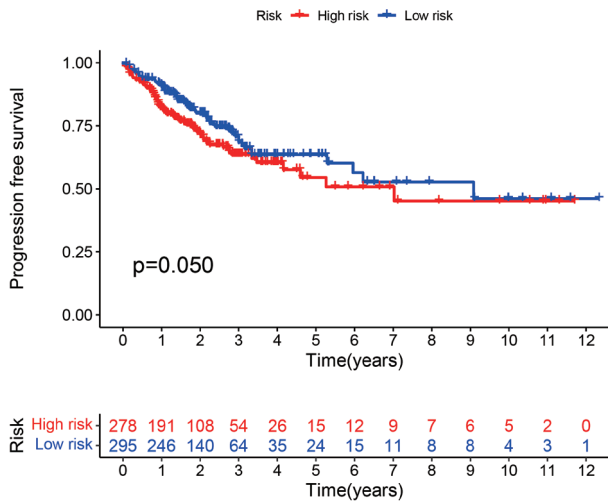 Risk High risk Low risk
Progression free survival
1.00
0.75
0.50
0.25
0.00
p=0.050
0 1 2 3 4 5 6 7 8 9 10 11 12
Time(years)
Risk
High risk 278 191 108 54 26 15 12 9 7 6 5 2 0
Low risk 295 246 140 64 35 24 15 11 8 8 4 3 1
0 1 2 3 4 5 6 7 8 9 10 11 12
Time(years)